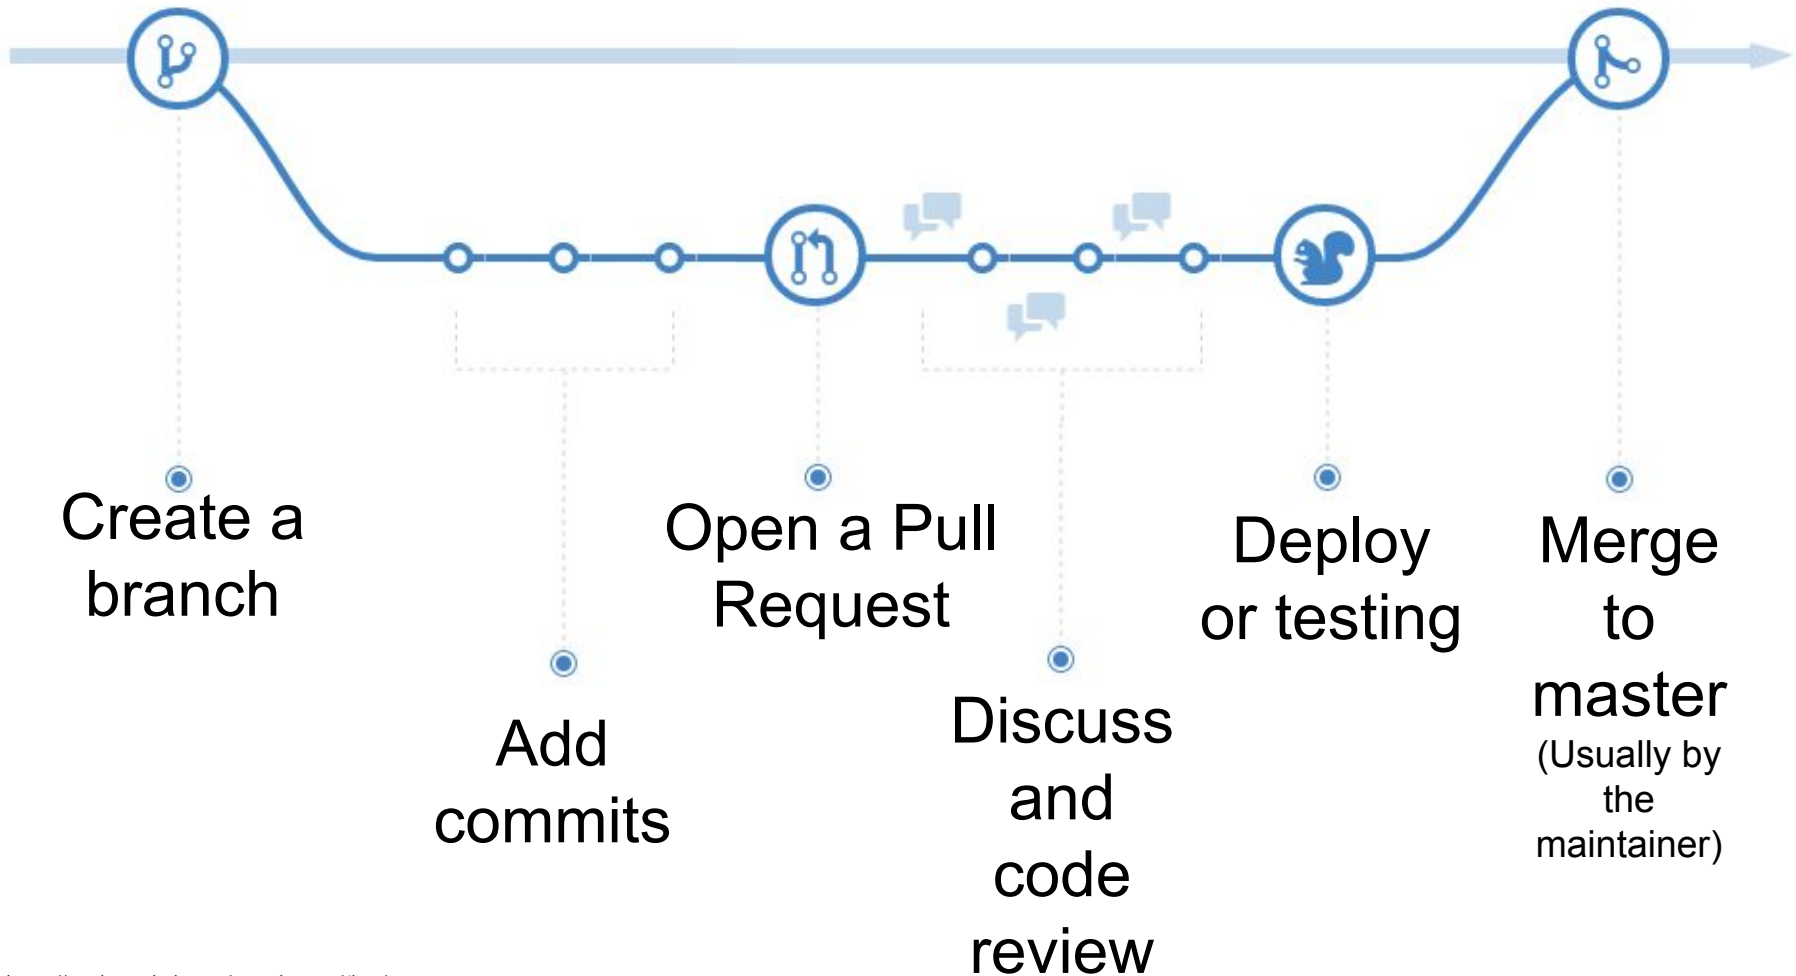 Create a
branch
Add
commits
Open a Pull
Request
Discuss
and
code
review
Deploy
or testing
Merge
to
master
(Usually by
the
maintainer)